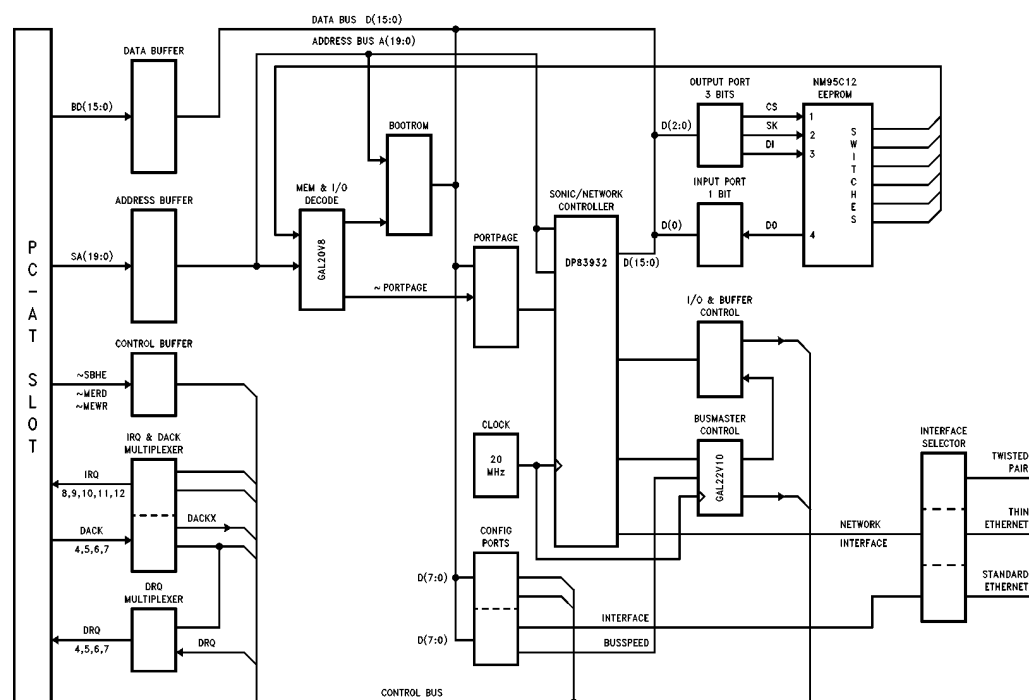 DATA BUS D(15:0)
ADDRESS BUS A(19:0)
DATA BUFFER
BD(15:0)
BOOTROM
OUTPUT PORT
3 BITS
D(2:0)
CS
SK
DI
NM95C12
EEPROM
1
2
3
4
SWITCHES
INPUT PORT
1 BIT
D(0)
DO
ADDRESS BUFFER
SA(19:0)
MEM & I/O
DECODE
GAL20V8
SONIC/NETWORK
CONTROLLER
DP83932
D(15:0)
PORTPAGE
~PORTPAGE
PC-AT SLOT
I/O & BUFFER
CONTROL
CONTROL BUFFER
~SBHE
~MERD
~MEWR
BUSMASTER
CONTROL
GAL22V10
CLOCK
20
MHz
INTERFACE
SELECTOR
TWISTED
PAIR
THIN
ETHERNET
STANDARD
ETHERNET
IRQ & DACK
MULTIPLEXER
IRQ
8,9,10,11,12
DACKX
DACK
4,5,6,7
NETWORK
INTERFACE
CONFIG
PORTS
D(7:0)
D(7:0)
INTERFACE
BUSSPEED
DRQ
MULTIPLEXER
DRQ
4,5,6,7
DRQ
CONTROL BUS